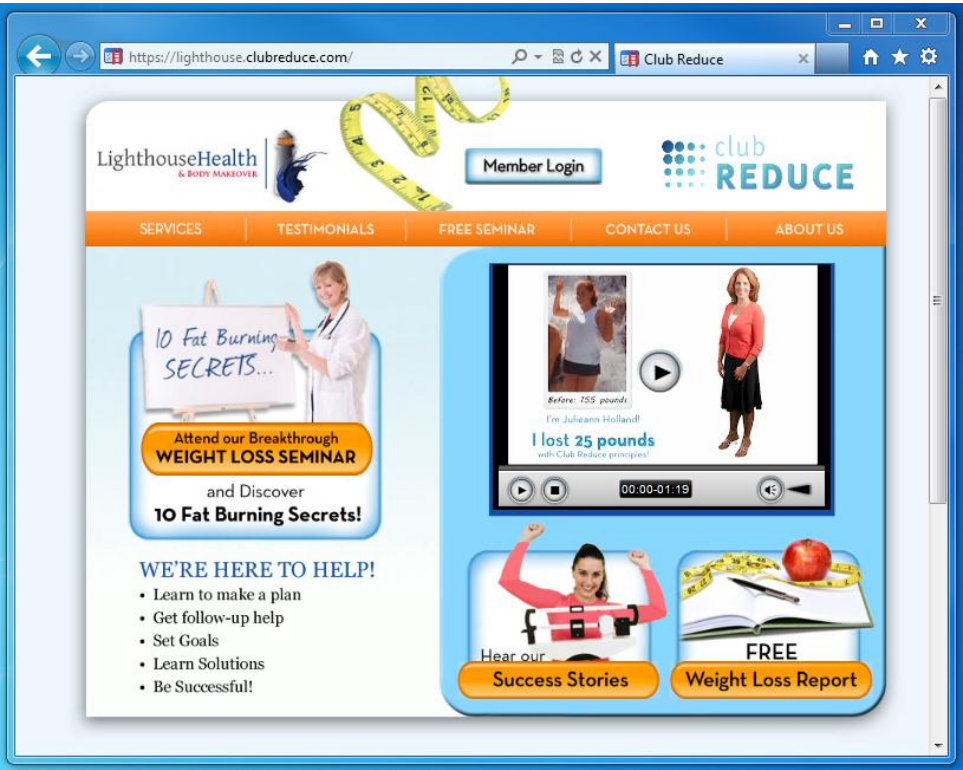 https://lighthouse.clubreduce.com/
Club Reduce
LighthouseHealth
& BODY MAKEOVER
Member Login
club
REDUCE
SERVICES
TESTIMONIALS
FREE SEMINAR
CONTACT US
ABOUT US
10 Fat Burning
SECRETS...
Attend our Breakthrough
WEIGHT LOSS SEMINAR
and Discover
10 Fat Burning Secrets!
Before: 155 pounds
I'm Julieann Holland!
I lost 25 pounds
with Club Reduce principles!
00:00-01:19
WE'RE HERE TO HELP!
• Learn to make a plan
• Get follow-up help
• Set Goals
• Learn Solutions
• Be Successful!
Hear our
Success Stories
FREE
Weight Loss Report